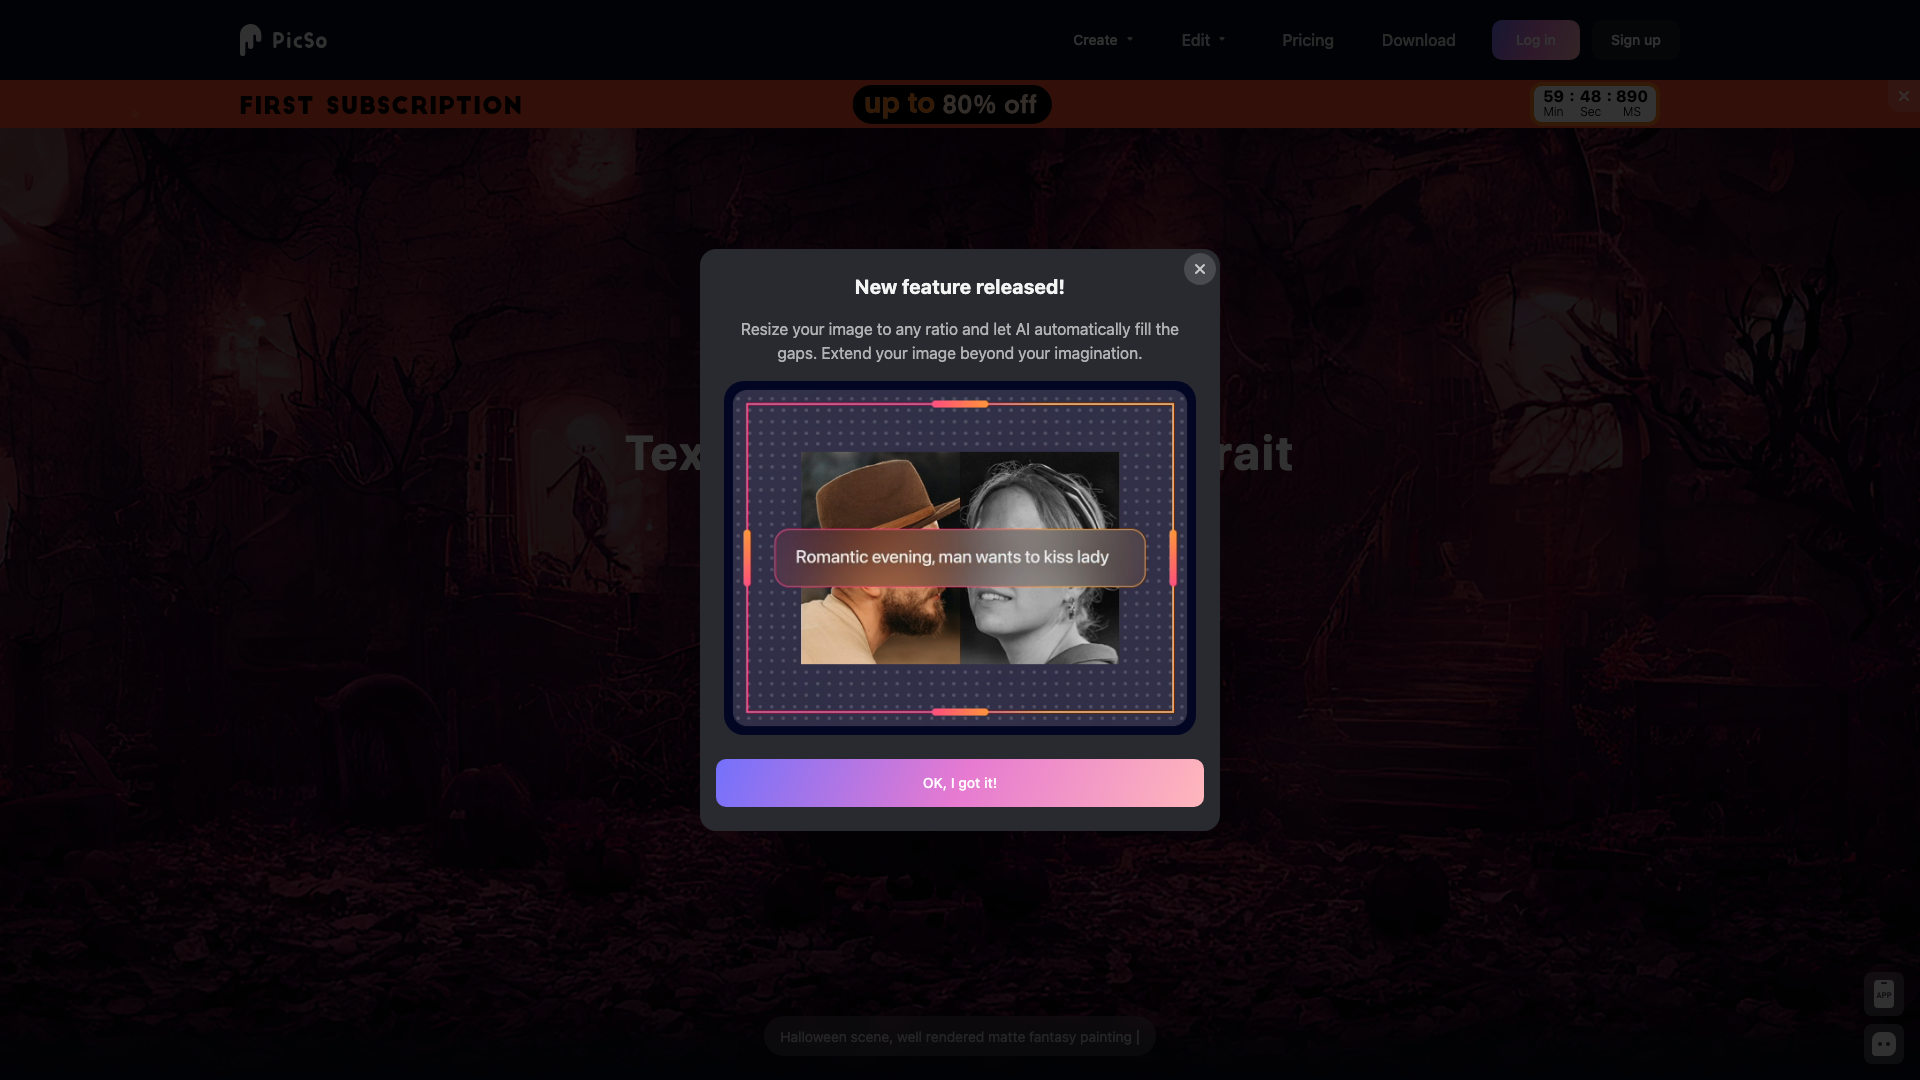 PicSo
Create
Edit
Pricing
Download
Log in
Sign up
FIRST SUBSCRIPTION
up to 80% off
59 : 48 : 890
Min Sec MS
New feature released!
Resize your image to any ratio and let AI automatically fill the
gaps. Extend your image beyond your imagination.
Romantic evening, man wants to kiss lady
OK, I got it!
APP
Halloween scene, well rendered matte fantasy painting |